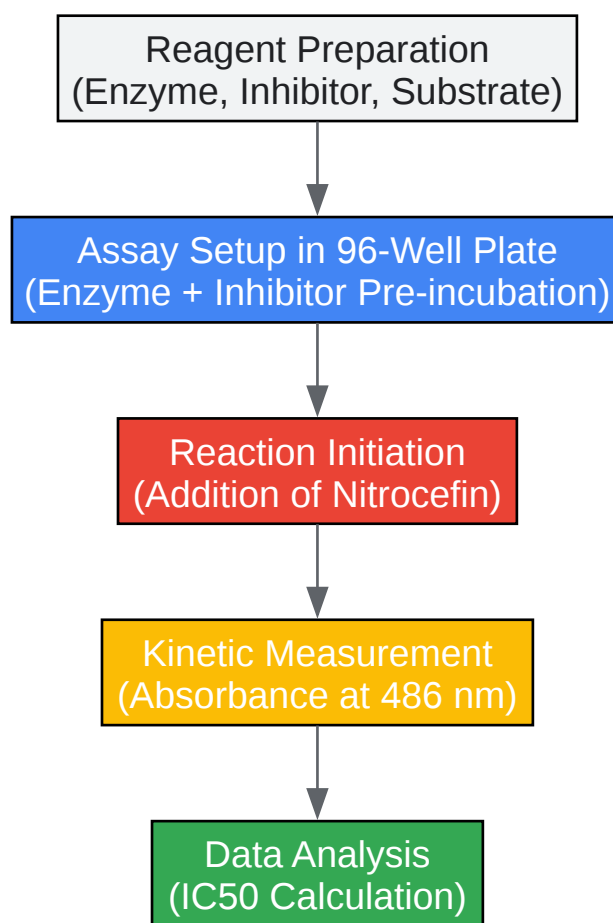 Reagent Preparation
(Enzyme, Inhibitor, Substrate)
Assay Setup in 96-Well Plate
(Enzyme + Inhibitor Pre-incubation)
Reaction Initiation
(Addition of Nitrocefin)
Kinetic Measurement
(Absorbance at 486 nm)
Data Analysis
(IC50 Calculation)